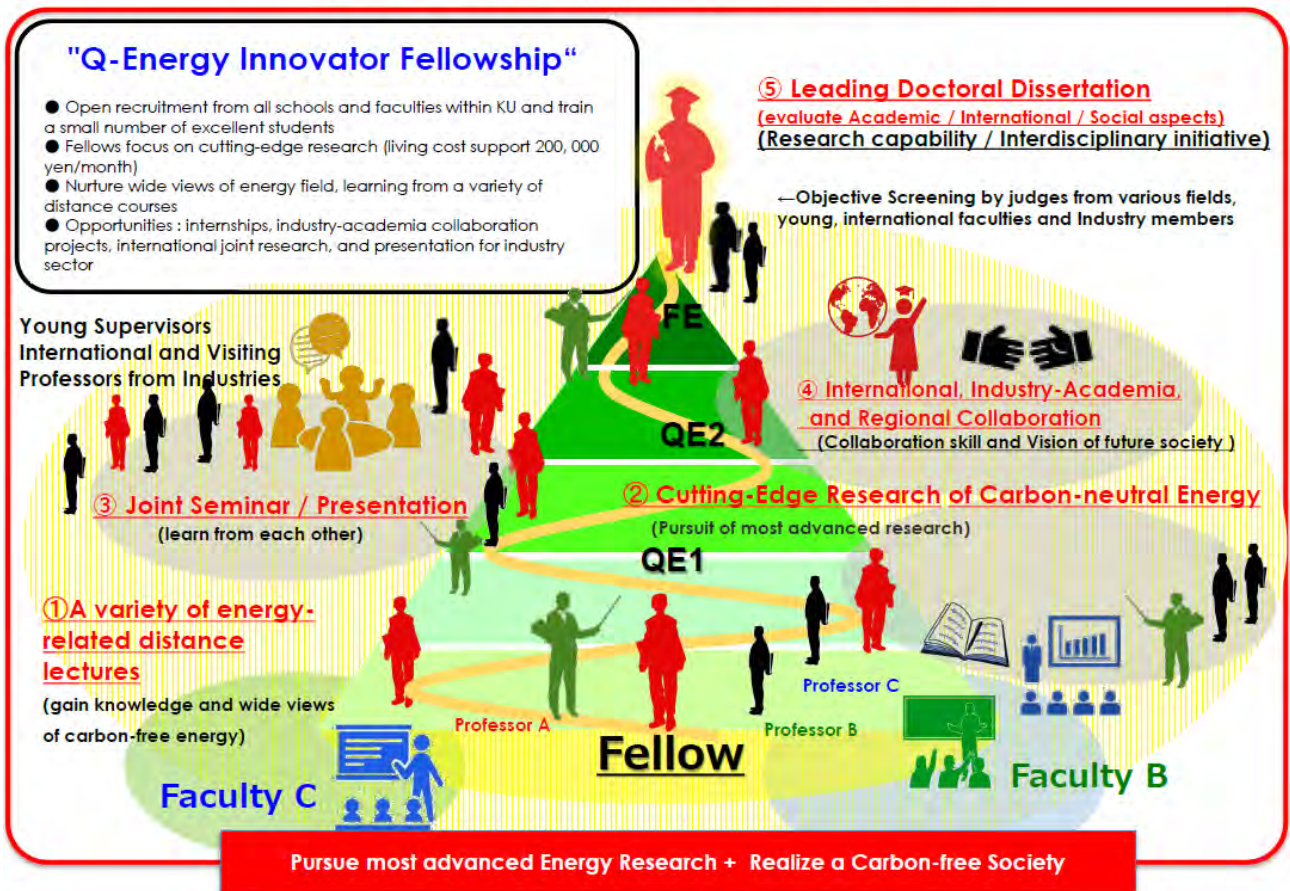 "Q-Energy Innovator Fellowship“
● Open recruitment from all schools and faculties within KU and train
a small number of excellent students
● Fellows focus on cutting-edge research (living cost support 200, 000
yen/month)
● Nurture wide views of energy field, learning from a variety of
distance courses
● Opportunities : internships, industry-academia collaboration
projects, international joint research, and presentation for industry
sector
⑤ Leading Doctoral Dissertation
(evaluate Academic / International / Social aspects)
(Research capability / Interdisciplinary initiative)
←Objective Screening by judges from various fields,
young, international faculties and Industry members
Young Supervisors
International and Visiting
Professors from Industries
FE
④ International, Industry-Academia,
and Regional Collaboration
(Collaboration skill and Vision of future society )
QE2
③ Joint Seminar / Presentation
(learn from each other)
② Cutting-Edge Research of Carbon-neutral Energy
(Pursuit of most advanced research)
QE1
①A variety of energy-
related distance
lectures
(gain knowledge and wide views
of carbon-free energy)
Professor A
Professor B
Professor C
Fellow
Faculty C
Faculty B
Pursue most advanced Energy Research + Realize a Carbon-free Society